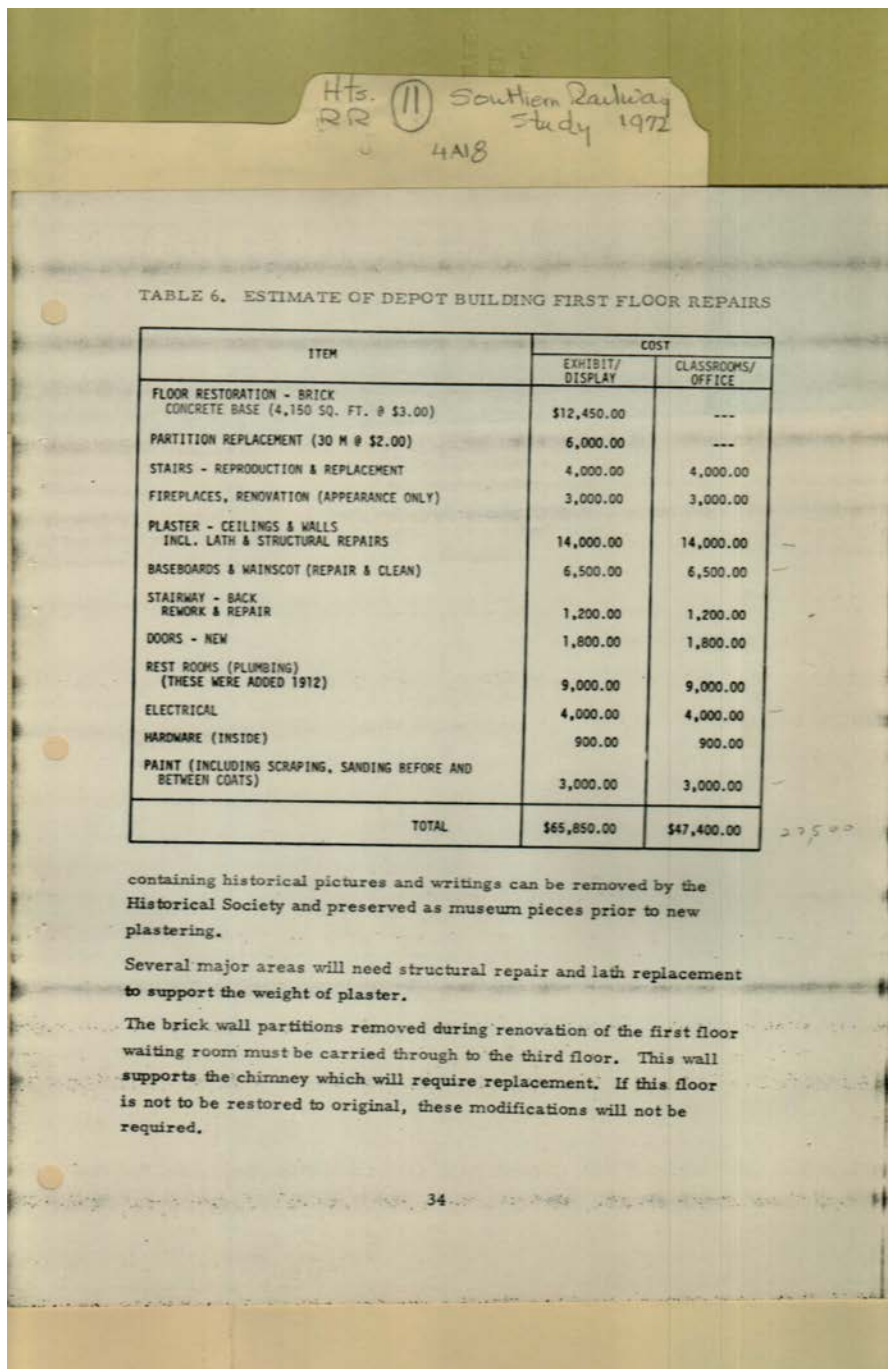 Hts. 11 Southern Railway
RR Study 1972
4A18
TABLE 6. ESTIMATE OF DEPOT BUILDING FIRST FLOOR REPAIRS
ITEM COST
EXHIBIT/ DISPLAY CLASSROOMS/ OFFICE
FLOOR RESTORATION - BRICK
CONCRETE BASE (4,150 SQ. FT. @ $3.00) $12,450.00 ---
PARTITION REPLACEMENT (30 M @ $2.00) 6,000.00 ---
STAIRS - REPRODUCTION & REPLACEMENT 4,000.00 4,000.00
FIREPLACES, RENOVATION (APPEARANCE ONLY) 3,000.00 3,000.00
PLASTER - CEILINGS & WALLS
INCL. LATH & STRUCTURAL REPAIRS 14,000.00 14,000.00 —
BASEBOARDS & WAINSCOT (REPAIR & CLEAN) 6,500.00 6,500.00 —
STAIRWAY - BACK
REWORK & REPAIR 1,200.00 1,200.00
DOORS - NEW 1,800.00 1,800.00
REST ROOMS (PLUMBING)
(THESE WERE ADDED 1912) 9,000.00 9,000.00
ELECTRICAL 4,000.00 4,000.00 —
HARDWARE (INSIDE) 900.00 900.00
PAINT (INCLUDING SCRAPING, SANDING BEFORE AND
BETWEEN COATS) 3,000.00 3,000.00 —
TOTAL $65,850.00 $47,400.00 27,500
containing historical pictures and writings can be removed by the
Historical Society and preserved as museum pieces prior to new
plastering.
Several major areas will need structural repair and lath replacement
to support the weight of plaster.
The brick wall partitions removed during renovation of the first floor
waiting room must be carried through to the third floor. This wall
supports the chimney which will require replacement. If this floor
is not to be restored to original, these modifications will not be
required.
34